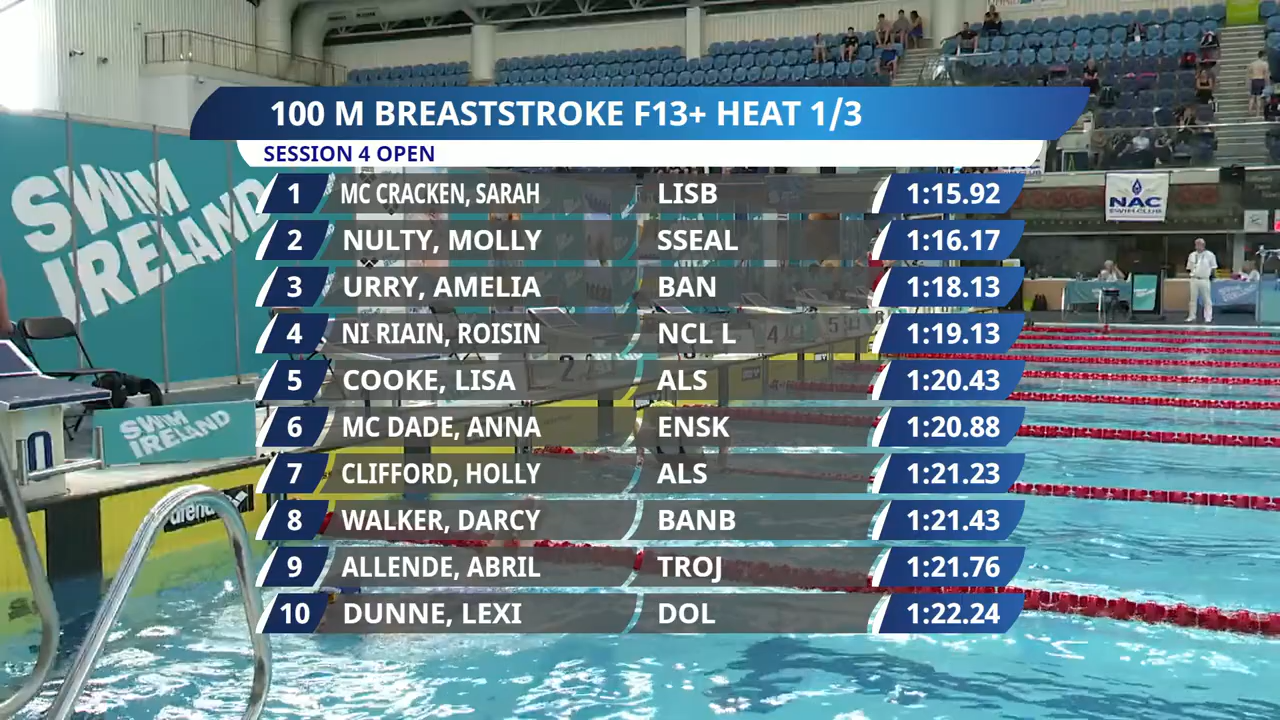 100 M BREASTSTROKE F13+ HEAT 1/3
SESSION 4 OPEN
1 MC CRACKEN, SARAH LISB 1:15.92
2 NULTY, MOLLY SSEAL 1:16.17
3 URRY, AMELIA BAN 1:18.13
4 NI RIAIN, ROISIN NCL L 1:19.13
5 COOKE, LISA ALS 1:20.43
6 MC DADE, ANNA ENSK 1:20.88
7 CLIFFORD, HOLLY ALS 1:21.23
8 WALKER, DARCY BANB 1:21.43
9 ALLENDE, ABRIL TROJ 1:21.76
10 DUNNE, LEXI DOL 1:22.24
SWIM
IRELAND
NAC
SWIM CLUB
2
4
5
SWIM
IRELAND
0
arena